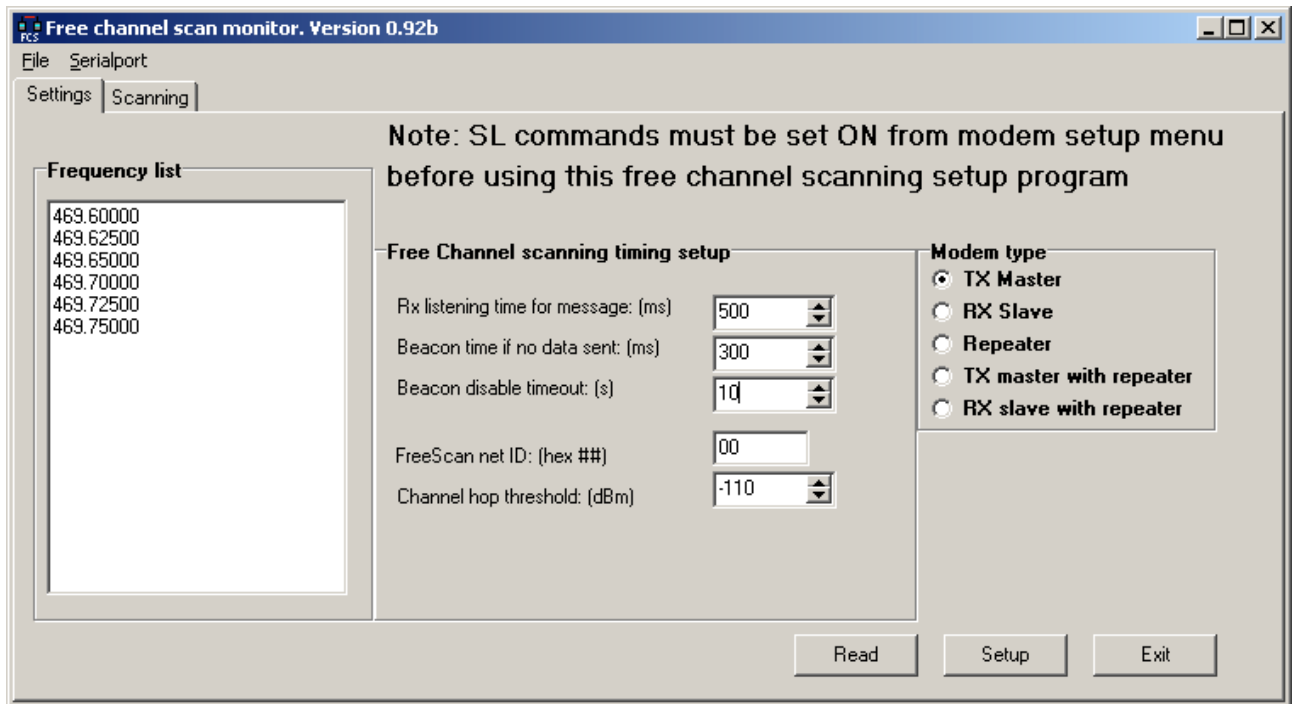 FCS
Free channel scan monitor. Version 0.92b
File Serialport
Settings Scanning
Note: SL commands must be set ON from modem setup menu
before using this free channel scanning setup program
Frequency list
469.60000
469.62500
469.65000
469.70000
469.72500
469.75000
Free Channel scanning timing setup
Rx listening time for message: (ms) 500
Beacon time if no data sent: (ms) 300
Beacon disable timeout: (s) 10
FreeScan net ID: (hex ##) 00
Channel hop threshold: (dBm) -110
Modem type
TX Master
RX Slave
Repeater
TX master with repeater
RX slave with repeater
Read Setup Exit